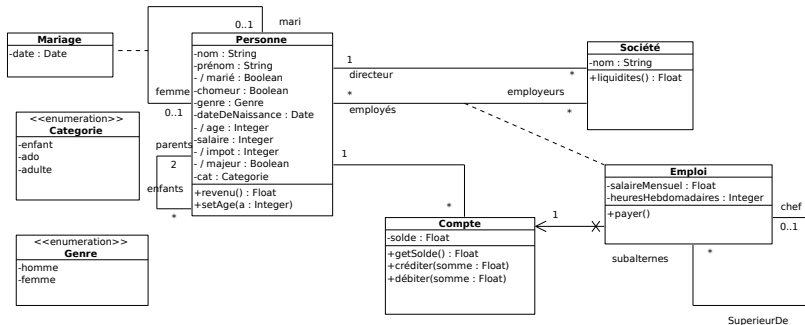 mari
0..1
Mariage
-date : Date
Personne
-nom : String
-prénom : String
- / marié : Boolean
-chomeur : Boolean
-genre : Genre
-dateDeNaissance : Date
- / age : Integer
-salaire : Integer
- / impot : Integer
- / majeur : Boolean
-cat : Categorie
+revenu() : Float
+setAge(a : Integer)
femme
0..1
parents
2
enfants
*
<<enumeration>>
Categorie
-enfant
-ado
-adulte
<<enumeration>>
Genre
-homme
-femme
1
directeur
*
*
employés
employeurs
*
Société
-nom : String
+liquidites() : Float
1
*
Compte
-solde : Float
+getSolde() : Float
+créditer(somme : Float)
+débiter(somme : Float)
1
Emploi
-salaireMensuel : Float
-heuresHebdomadaires : Integer
+payer()
chef
0..1
subalternes
*
SuperieurDe